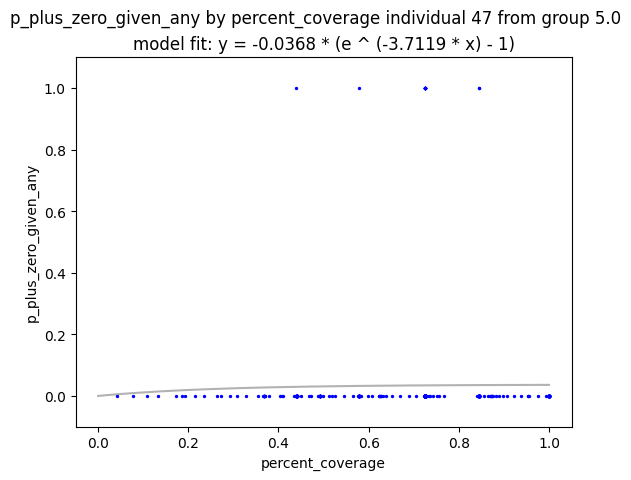 p_plus_zero_given_any by percent_coverage individual 47 from group 5.0
model fit: y = -0.0368 * (e ^ (-3.7119 * x) - 1)
1.0
0.8
0.6
0.4
0.2
0.0
p_plus_zero_given_any
0.0 0.2 0.4 0.6 0.8 1.0
percent_coverage